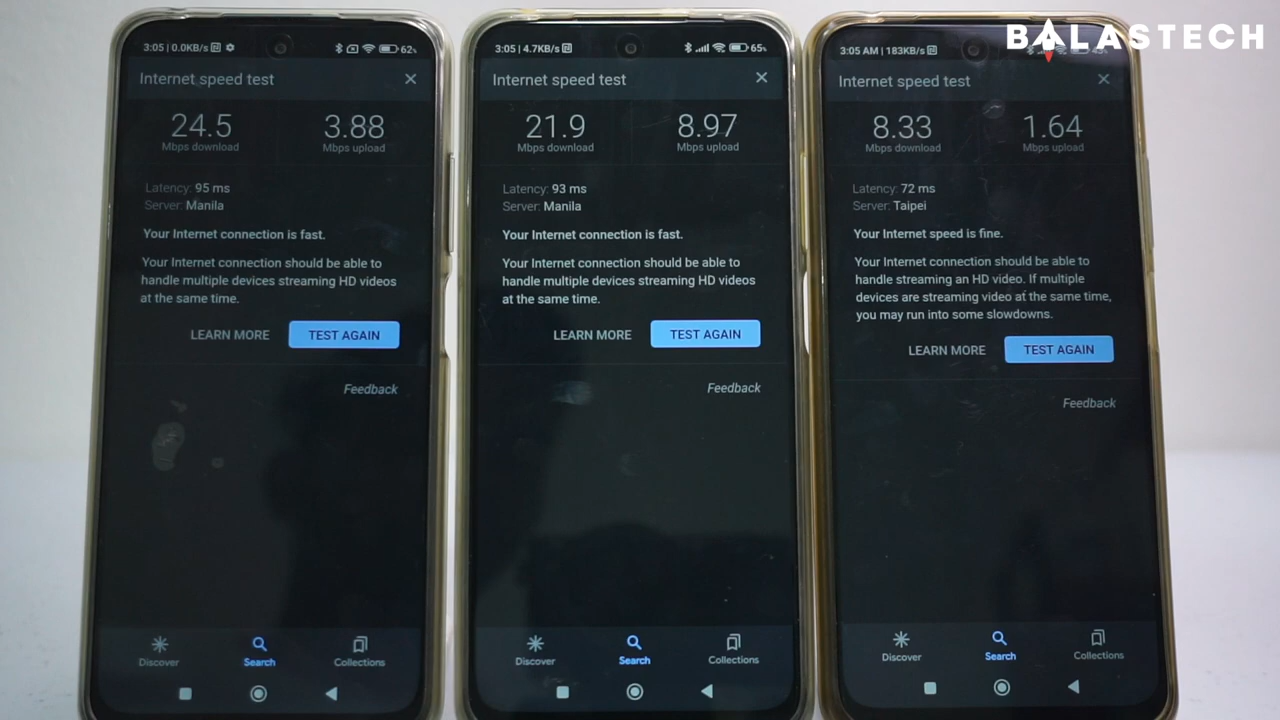 BALASTECH
3:05 | 0.0KB/s
62%
Internet speed test
24.5
Mbps download
3.88
Mbps upload
Latency: 95 ms
Server: Manila
Your Internet connection is fast.
Your Internet connection should be able to
handle multiple devices streaming HD videos
at the same time.
LEARN MORE
TEST AGAIN
Feedback
Discover
Search
Collections
3:05 | 4.7KB/s
65%
Internet speed test
21.9
Mbps download
8.97
Mbps upload
Latency: 93 ms
Server: Manila
Your Internet connection is fast.
Your Internet connection should be able to
handle multiple devices streaming HD videos
at the same time.
LEARN MORE
TEST AGAIN
Feedback
Discover
Search
Collections
3:05 AM | 183KB/s
Internet speed test
8.33
Mbps download
1.64
Mbps upload
Latency: 72 ms
Server: Taipei
Your Internet speed is fine.
Your Internet connection should be able to
handle streaming an HD video. If multiple
devices are streaming video at the same time,
you may run into some slowdowns.
LEARN MORE
TEST AGAIN
Feedback
Discover
Search
Collections